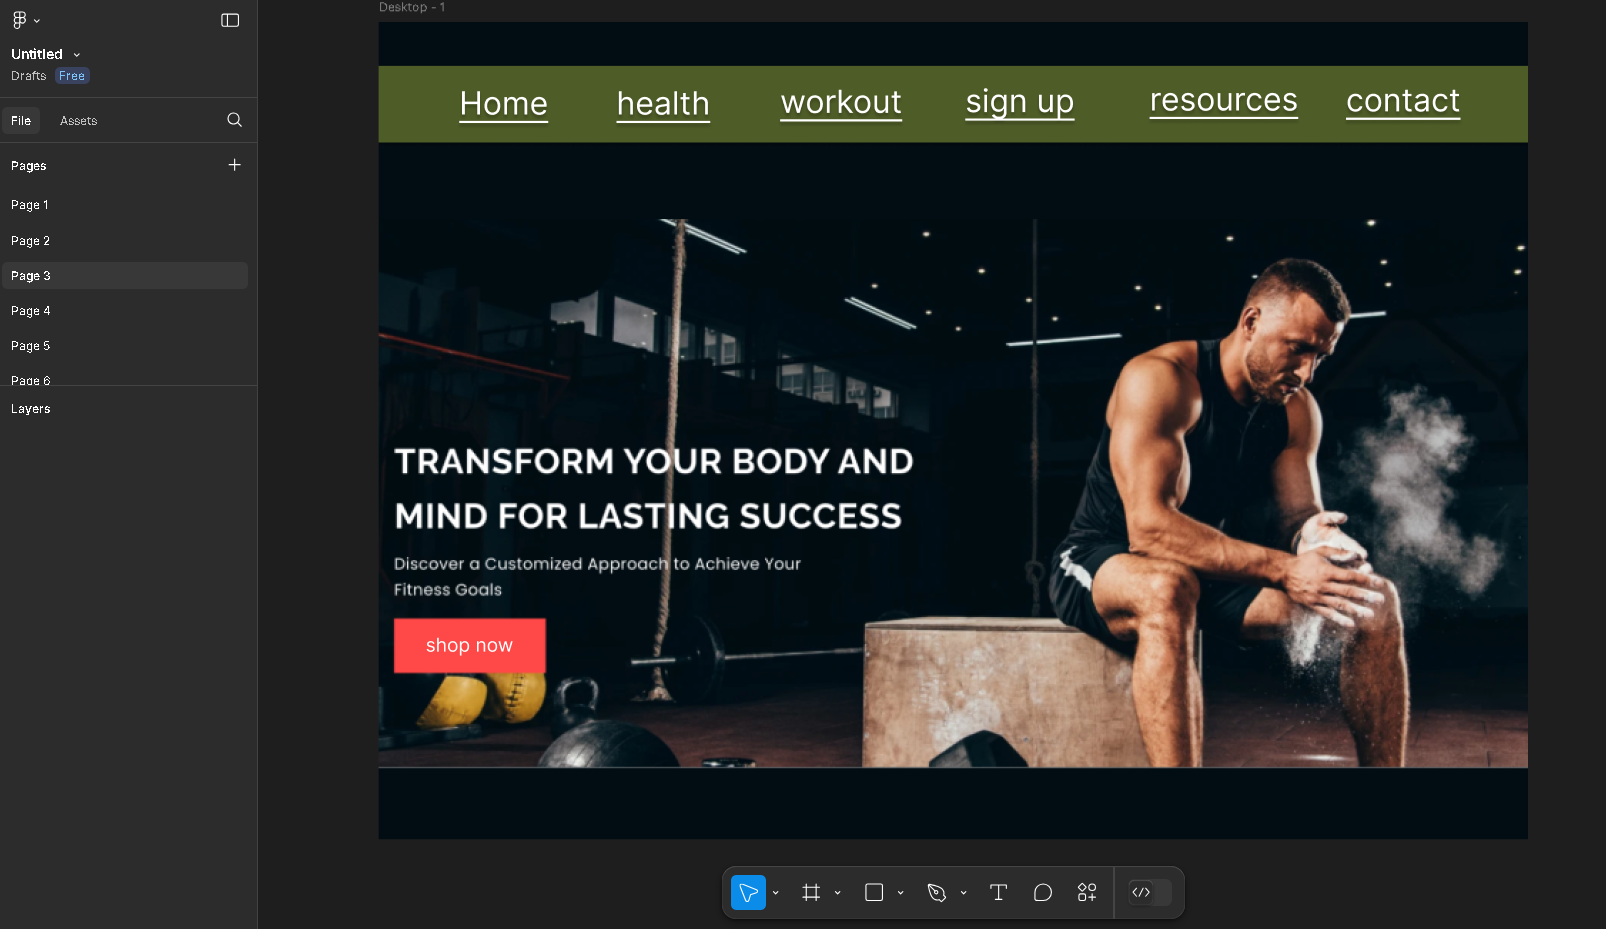 Desktop - 1
Untitled
Drafts Free
File Assets
Pages
Page 1
Page 2
Page 3
Page 4
Page 5
Page 6
Layers
Home health workout sign up resources contact
TRANSFORM YOUR BODY AND
MIND FOR LASTING SUCCESS
Discover a Customized Approach to Achieve Your
Fitness Goals
shop now